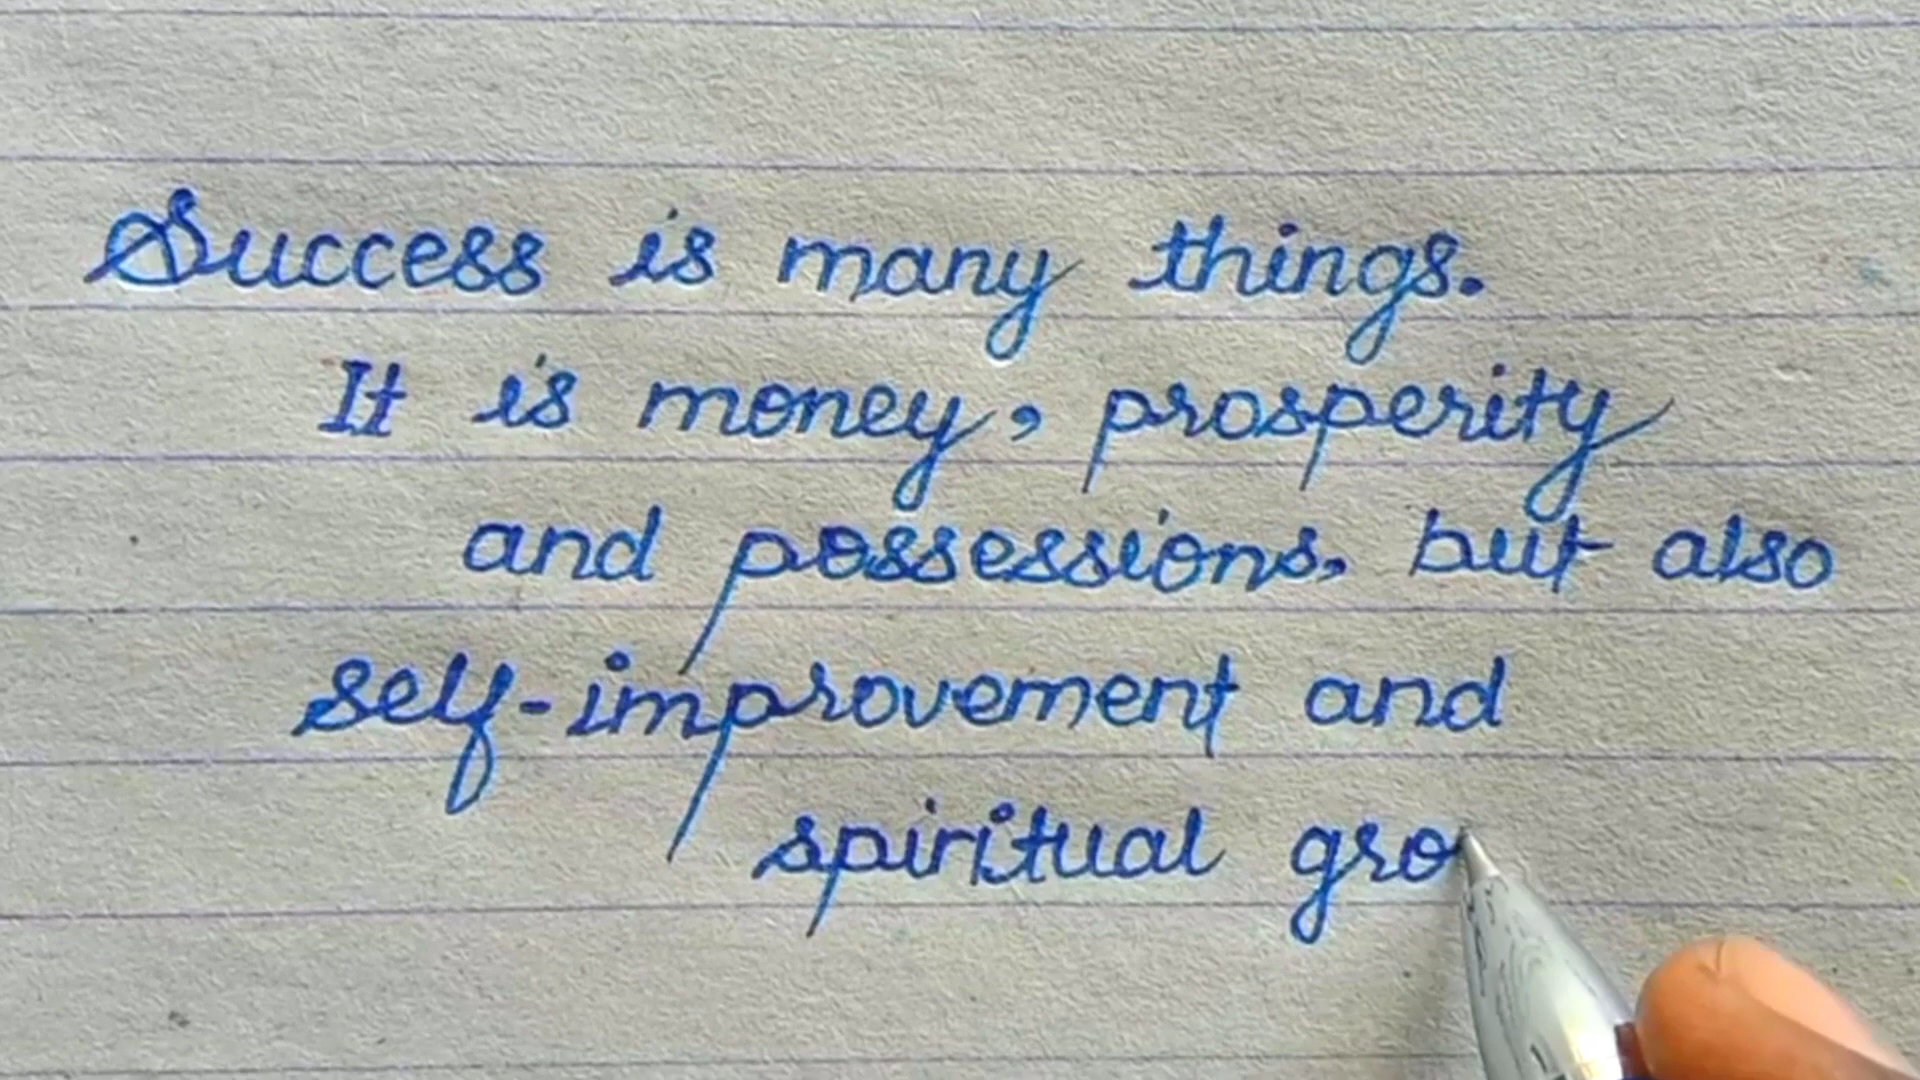 Success is many things.
It is money, prosperity
and possessions, but also
self-improvement and
spiritual gro